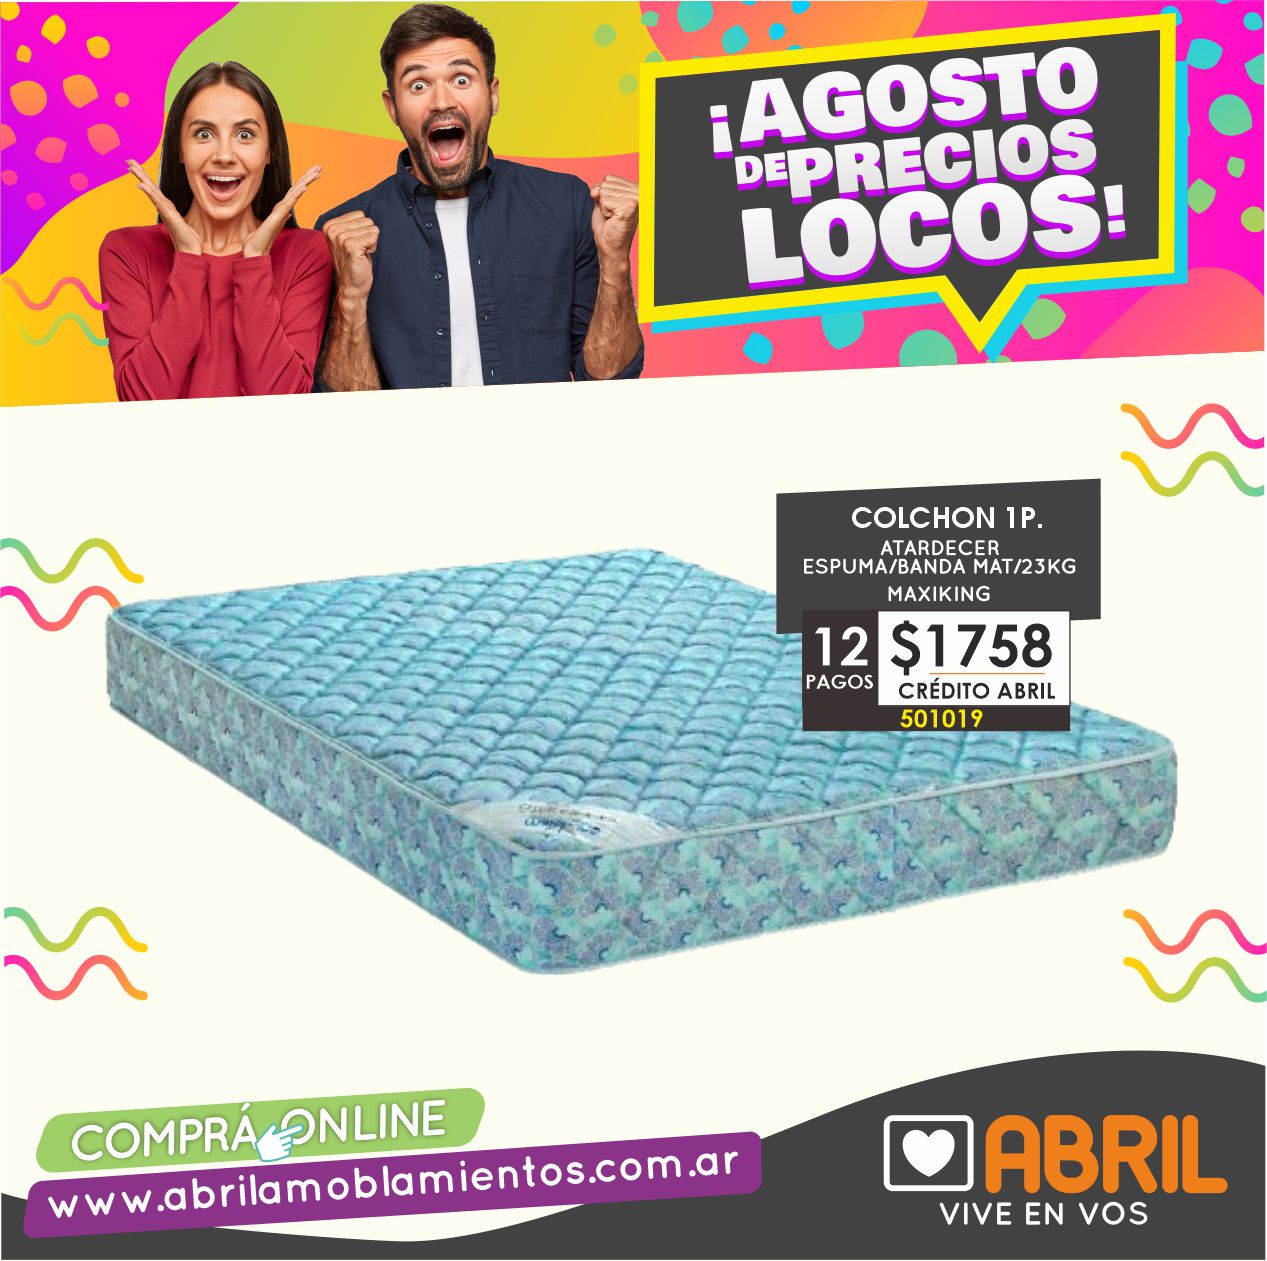 ¡AGOSTO
DE PRECIOS
LOCOS!
COLCHON 1P.
ATARDECER
ESPUMA/BANDA MAT/23KG
MAXIKING
12
PAGOS
$1758
CRÉDITO ABRIL
501019
COMPRÁ ONLINE
www.abrilamoblamientos.com.ar
ABRIL
VIVE EN VOS